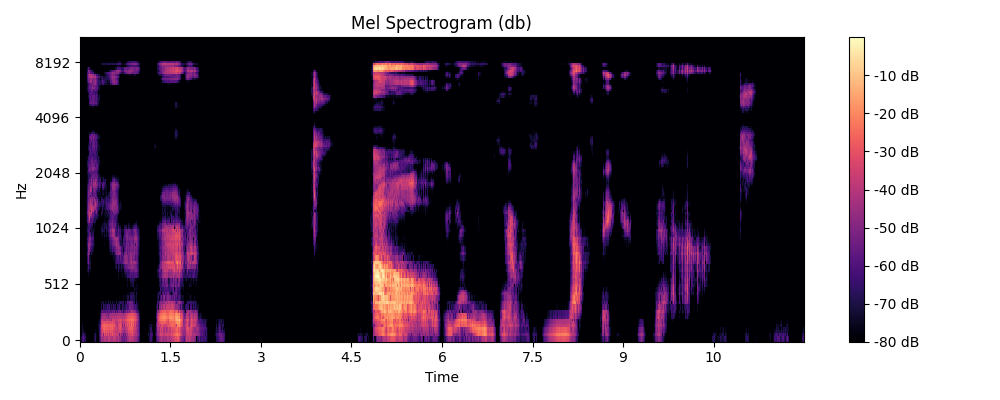 Mel Spectrogram (db)
Hz
8192
4096
2048
1024
512
0
0 1.5 3 4.5 6 7.5 9 10
Time
-10 dB
-20 dB
-30 dB
-40 dB
-50 dB
-60 dB
-70 dB
-80 dB